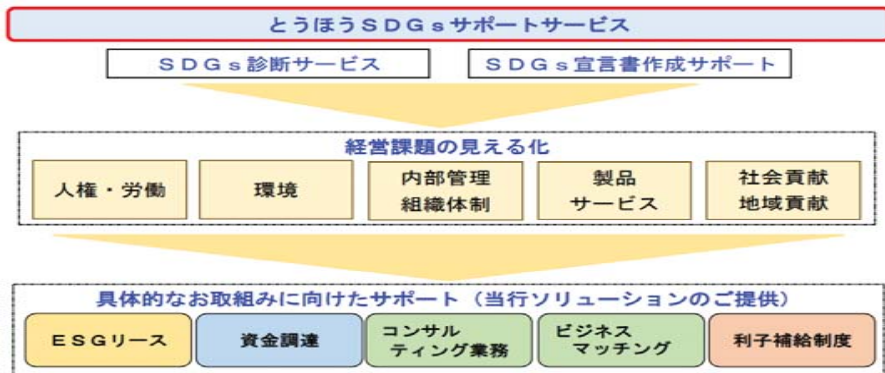 とうほうＳＤＧｓサポートサービス
ＳＤＧｓ診断サービス
ＳＤＧｓ宣言書作成サポート
経営課題の見える化
人権・労働
環境
内部管理
組織体制
製品
サービス
社会貢献
地域貢献
具体的なお取組みに向けたサポート（当行ソリューションのご提供）
ＥＳＧリース
資金調達
コンサル
ティング業務
ビジネス
マッチング
利子補給制度